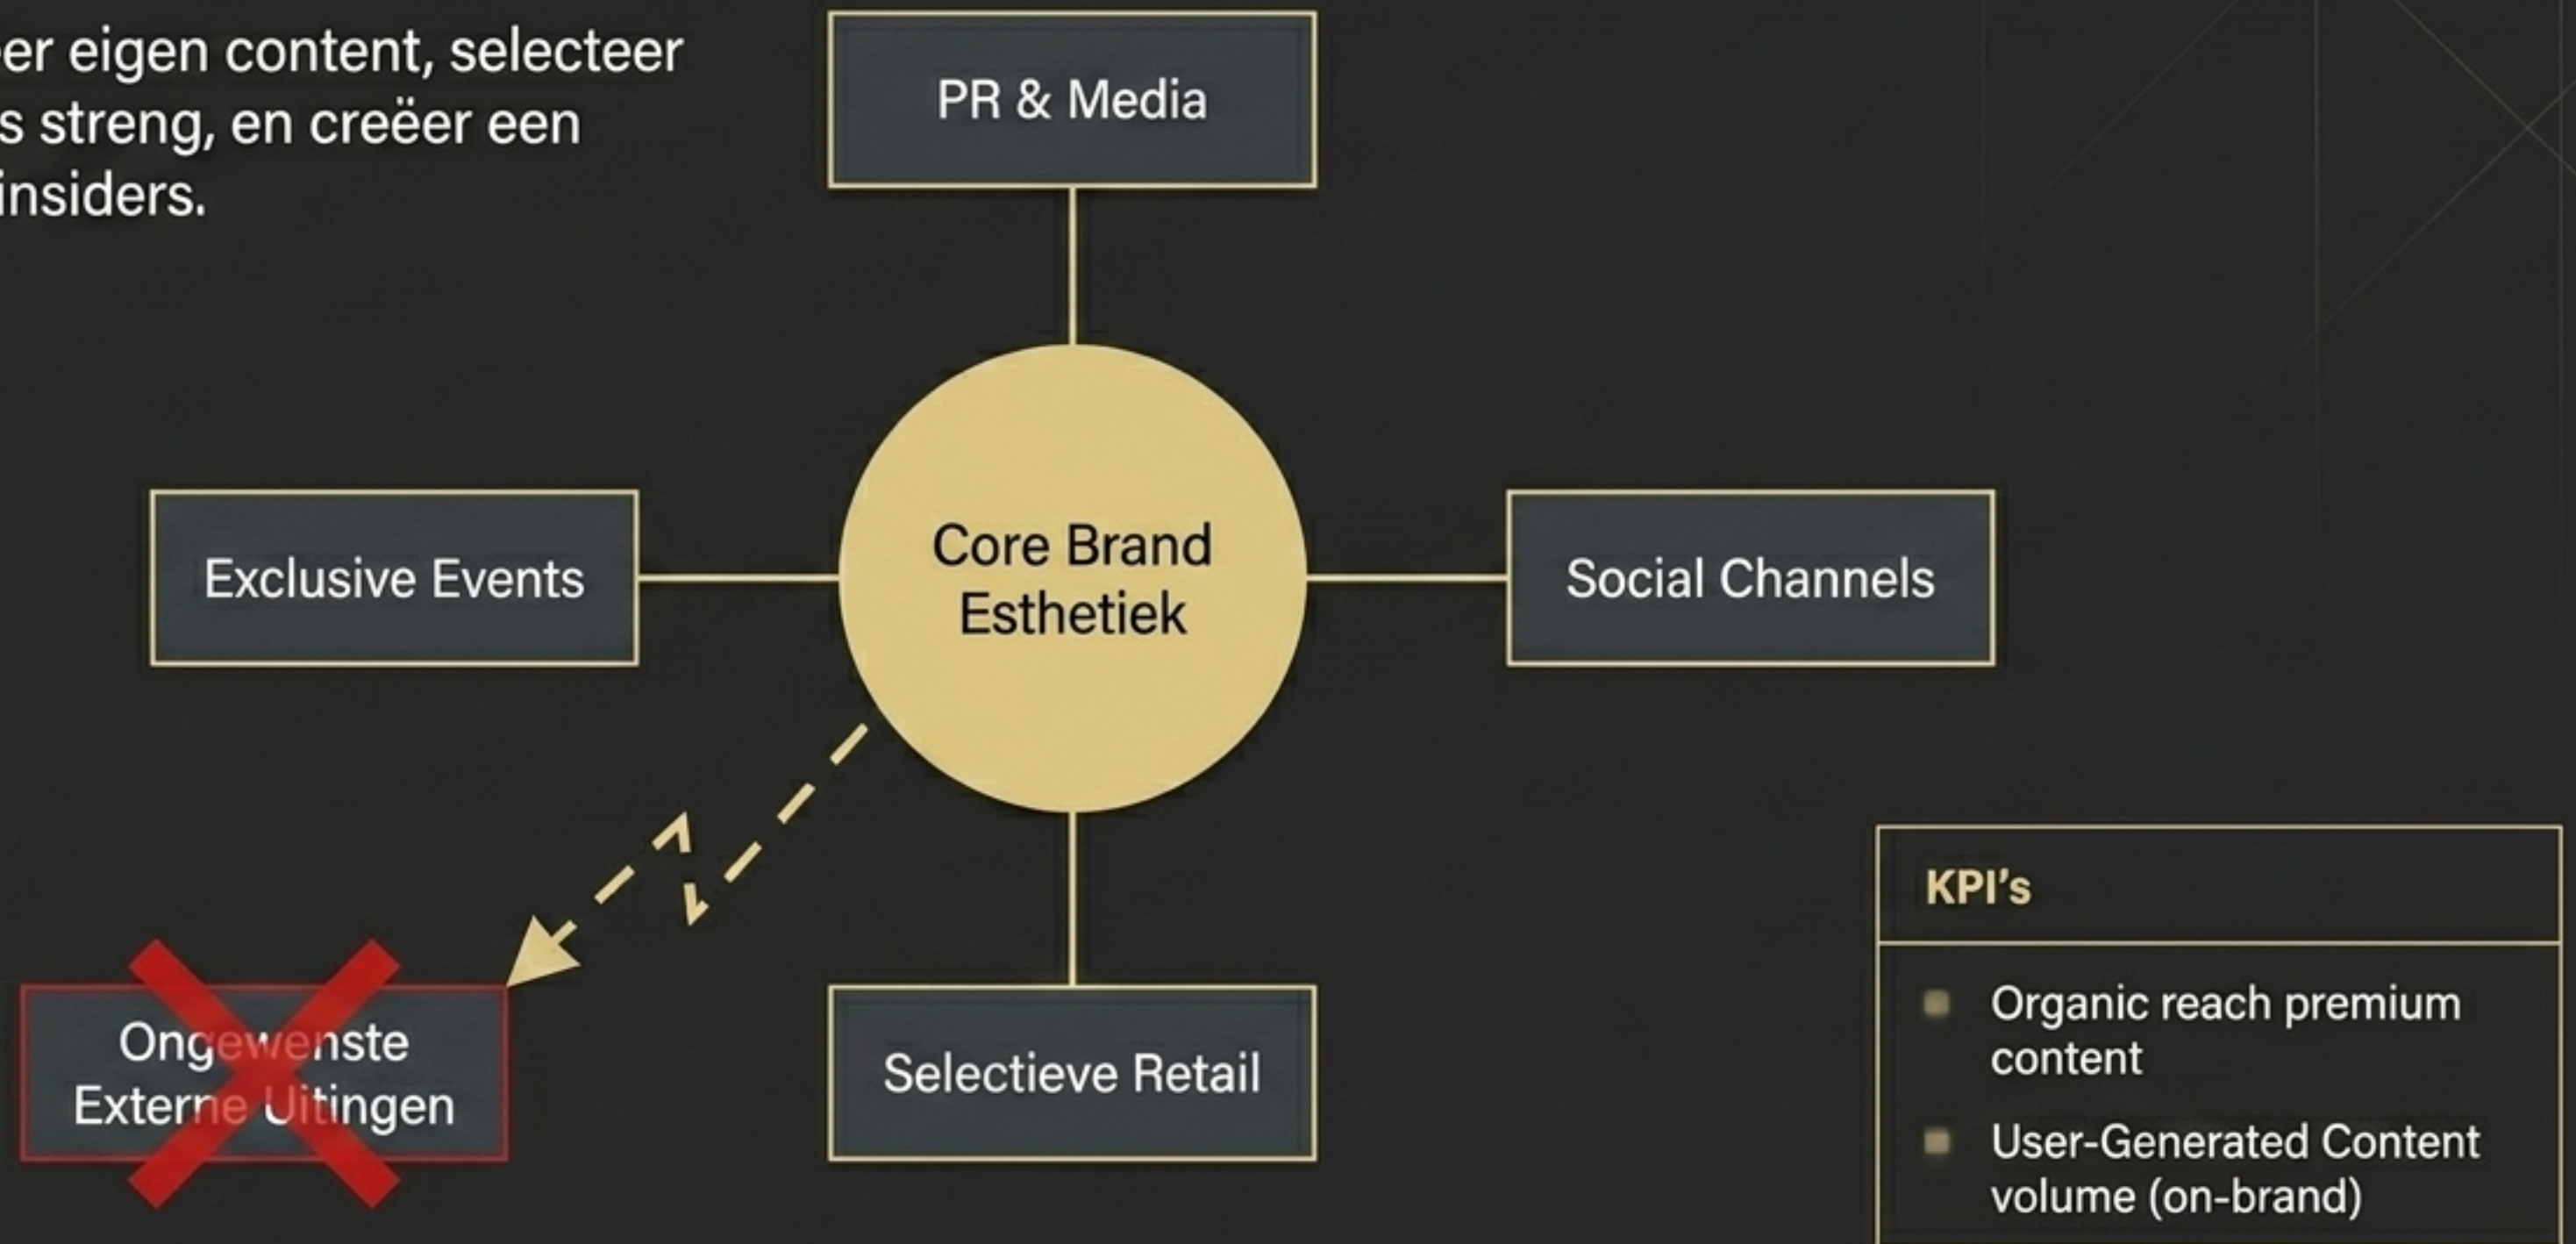 er eigen content, selecteer
s streng, en creëer een
insiders.
PR & Media
Exclusive Events
Core Brand
Esthetiek
Social Channels
Ongewenste
Externe Uitingen
Selectieve Retail
KPI's
Organic reach premium
content
User-Generated Content
volume (on-brand)